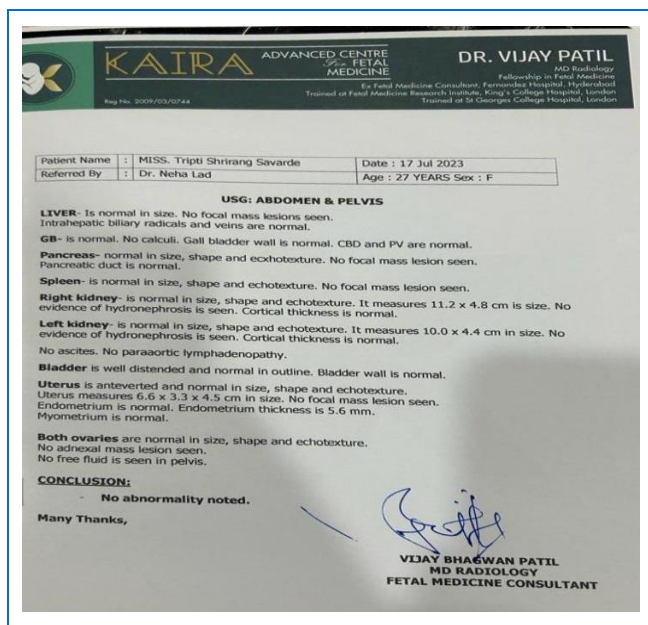 KAIRA ADVANCED CENTRE For FETAL MEDICINE
DR. VIJAY PATIL
MD Radiology
Fellowship in Fetal Medicine
Ex Fetal Medicine Consultant, Fernandez Hospital, Hyderabad
Trained at Fetal Medicine Research Institute, King's College Hospital, London
Trained at St Georges College Hospital, London
Reg No. 2009/03/0744
Patient Name : MISS. Tripti Shrirang Savarde Date : 17 Jul 2023
Referred By : Dr. Neha Lad Age : 27 YEARS Sex : F
USG: ABDOMEN & PELVIS
LIVER- Is normal in size. No focal mass lesions seen.
Intrahepatic biliary radicals and veins are normal.
GB- is normal. No calculi. Gall bladder wall is normal. CBD and PV are normal.
Pancreas- normal in size, shape and ecxhotexture. No focal mass lesion seen.
Pancreatic duct is normal.
Spleen- is normal in size, shape and echotexture. No focal mass lesion seen.
Right kidney- is normal in size, shape and echotexture. It measures 11.2 x 4.8 cm is size. No
evidence of hydronephrosis is seen. Cortical thickness is normal.
Left kidney- is normal in size, shape and echotexture. It measures 10.0 x 4.4 cm in size. No
evidence of hydronephrosis is seen. Cortical thickness is normal.
No ascites. No paraaortic lymphadenopathy.
Bladder is well distended and normal in outline. Bladder wall is normal.
Uterus is anteverted and normal in size, shape and echotexture.
Uterus measures 6.6 x 3.3 x 4.5 cm in size. No focal mass lesion seen.
Endometrium is normal. Endometrium thickness is 5.6 mm.
Myometrium is normal.
Both ovaries are normal in size, shape and echotexture.
No adnexal mass lesion seen.
No free fluid is seen in pelvis.
CONCLUSION:
- No abnormality noted.
Many Thanks,
VIJAY BHAGWAN PATIL
MD RADIOLOGY
FETAL MEDICINE CONSULTANT